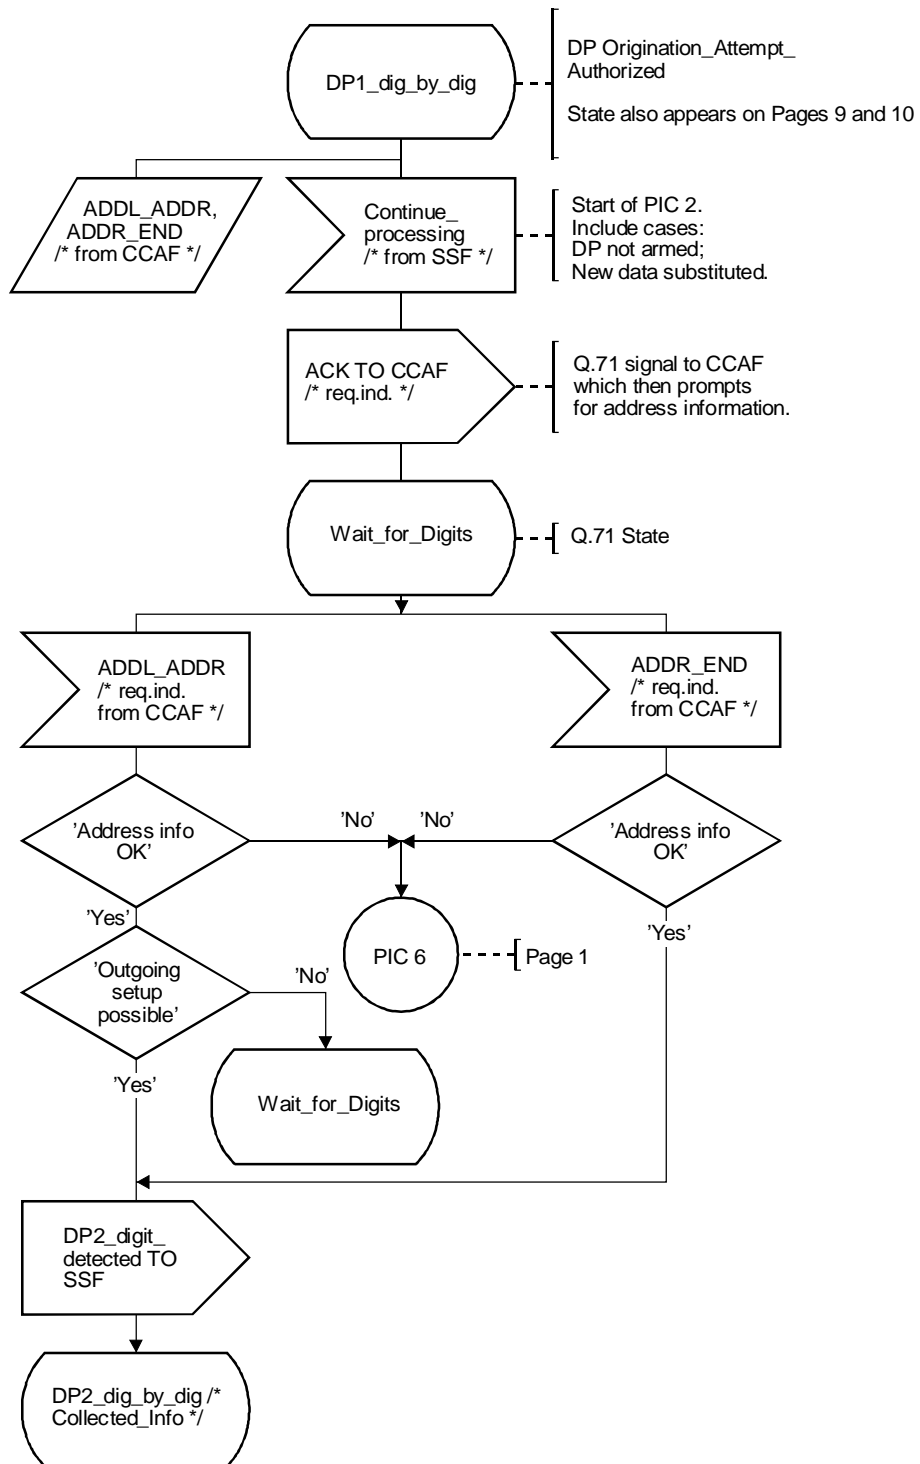 DP1_dig_by_dig
DP Origination_Attempt_
Authorized
State also appears on Pages 9 and 10
ADDL_ADDR,
ADDR_END
/* from CCAF */
Continue_
processing
/* from SSF */
Start of PIC 2.
Include cases:
DP not armed;
New data substituted.
ACK TO CCAF
/* req.ind. */
Q.71 signal to CCAF
which then prompts
for address information.
Wait_for_Digits
Q.71 State
ADDL_ADDR
/* req.ind.
from CCAF */
ADDR_END
/* req.ind.
from CCAF */
'Address info
OK'
'No'
'No'
'Address info
OK'
'Yes'
'Yes'
PIC 6
Page 1
'Outgoing
setup
possible'
'No'
'Yes'
Wait_for_Digits
DP2_digit_
detected TO
SSF
DP2_dig_by_dig /*
Collected_Info */